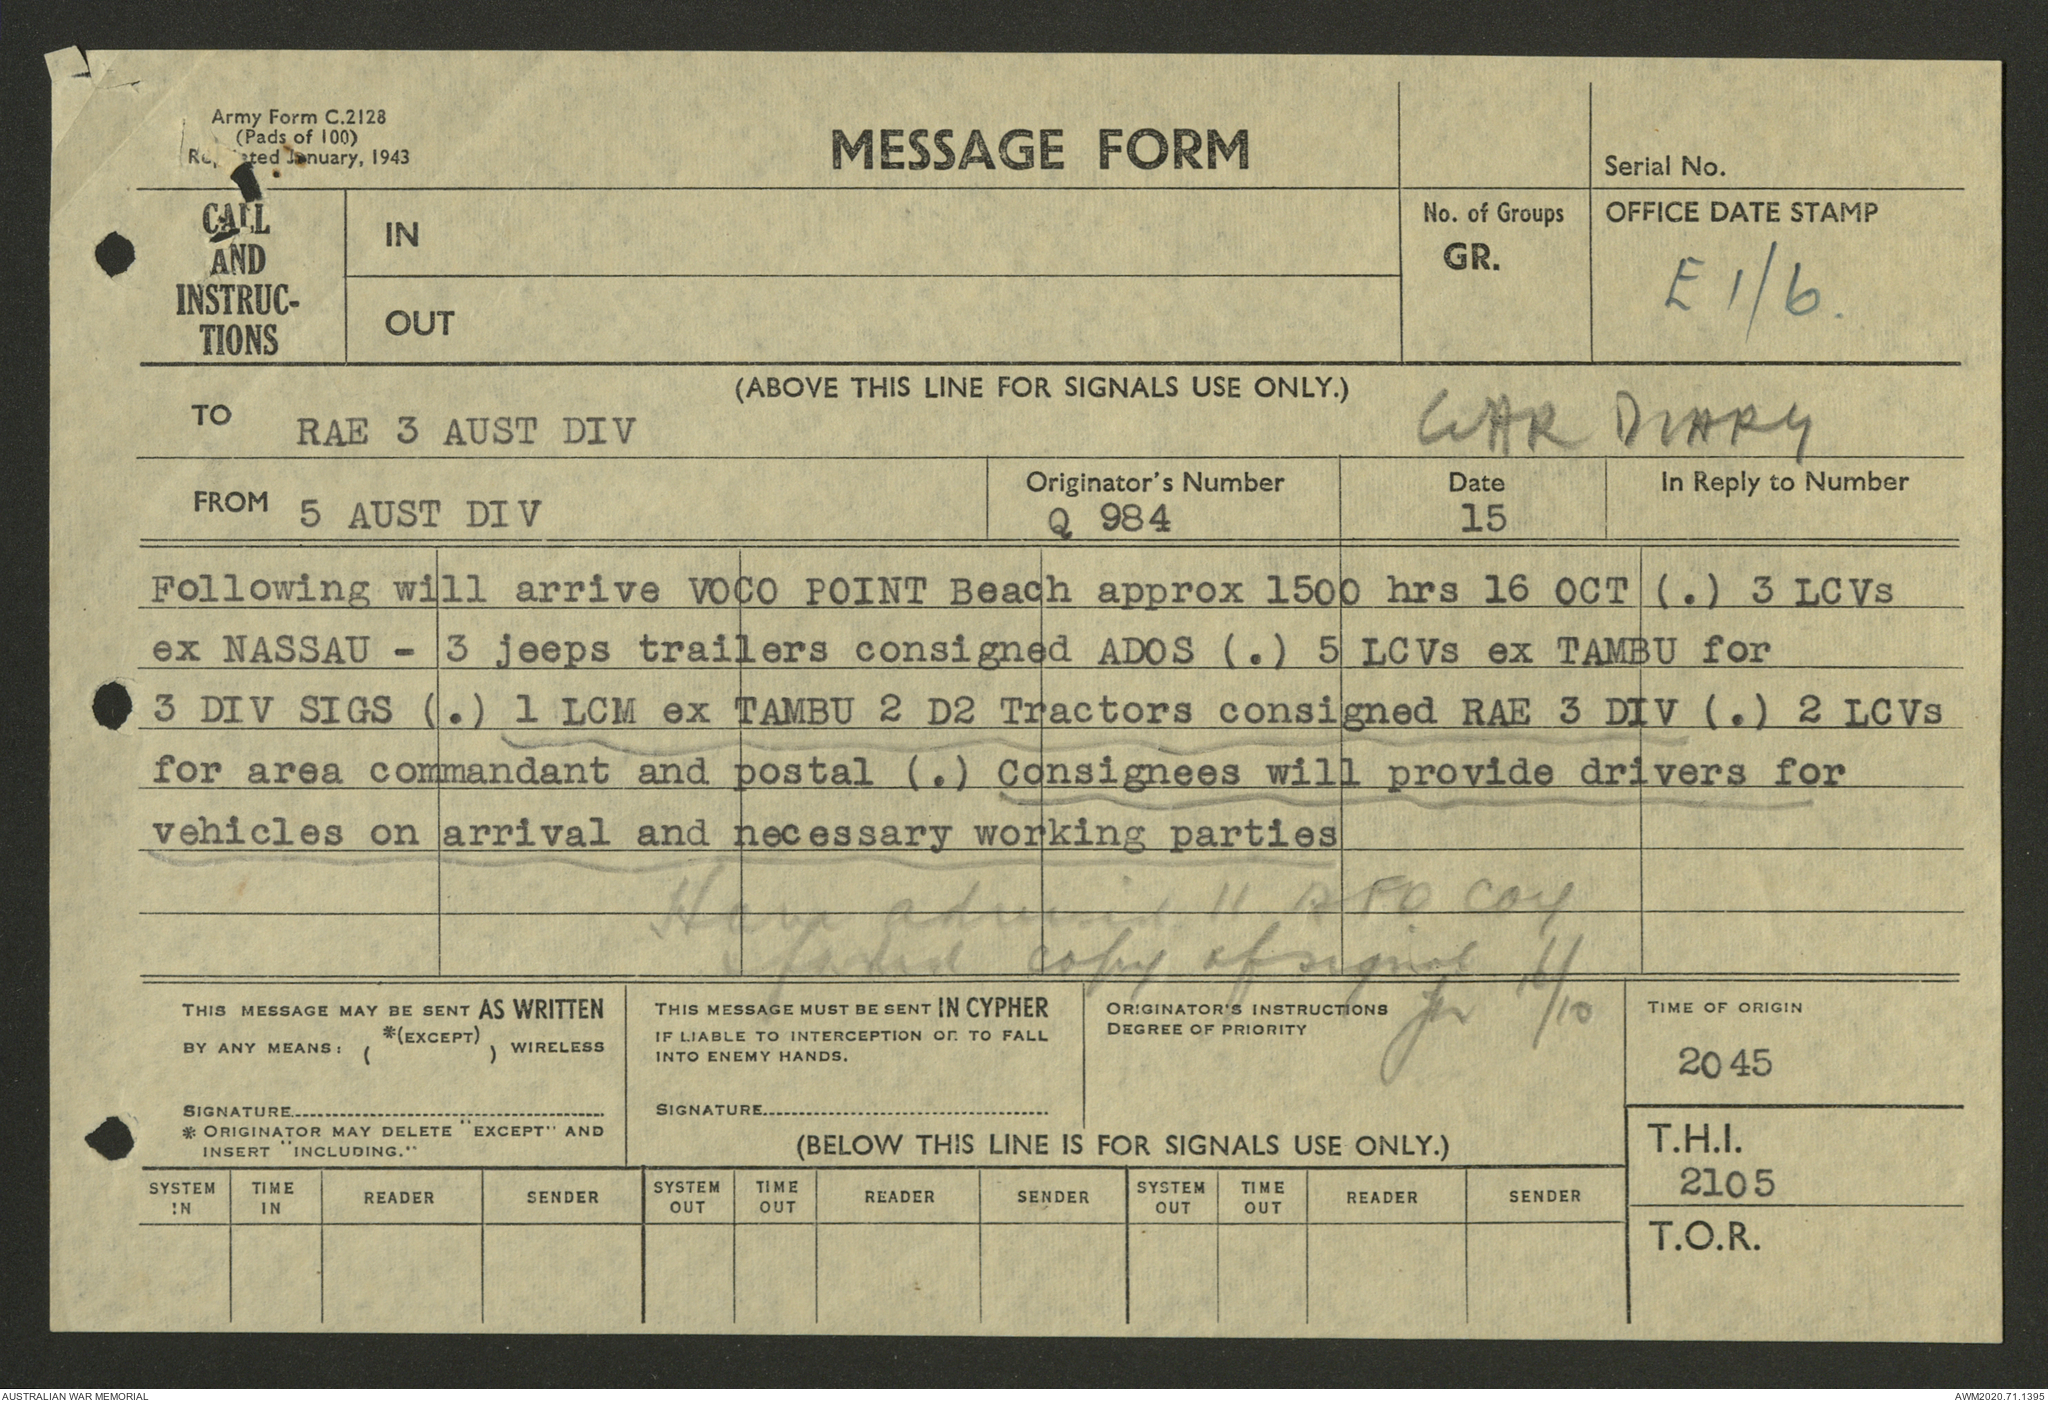 Army Form C.2128
(Pads of 100)
January, 1943
MESSAGE FORM
Serial No.
CALL
AND
INSTRUC-
TIONS
IN
OUT
No. of Groups
GR.
OFFICE DATE STAMP
E 1/6.
(ABOVE THIS LINE FOR SIGNALS USE ONLY.)
TO RAE 3 AUST DIV
WAR DIARY
FROM 5 AUST DIV
Originator's Number
Q 984
Date
15
In Reply to Number
Following will arrive VOCO POINT Beach approx 1500 hrs 16 OCT (.) 3 LCVs
ex NASSAU - 3 jeeps trailers consigned ADOS (.) 5 LCVs ex TAMBU for
3 DIV SIGS (.) 1 LCM ex TAMBU 2 D2 Tractors consigned RAE 3 DIV (.) 2 LCVs
for area commandant and postal (.) Consignees will provide drivers for
vehicles on arrival and necessary working parties
Have 11 Coy
copy of signal
16/10
THIS MESSAGE MAY BE SENT AS WRITTEN
BY ANY MEANS: ( *(EXCEPT) ) WIRELESS
SIGNATURE
* ORIGINATOR MAY DELETE "EXCEPT" AND
INSERT "INCLUDING."
THIS MESSAGE MUST BE SENT IN CYPHER
IF LIABLE TO INTERCEPTION OR TO FALL
INTO ENEMY HANDS.
SIGNATURE
ORIGINATOR'S INSTRUCTIONS
DEGREE OF PRIORITY
TIME OF ORIGIN
2045
(BELOW THIS LINE IS FOR SIGNALS USE ONLY.)
T.H.I.
2105
T.O.R.
SYSTEM IN
TIME IN
READER
SENDER
SYSTEM OUT
TIME OUT
READER
SENDER
SYSTEM OUT
TIME OUT
READER
SENDER
AUSTRALIAN WAR MEMORIAL
AWM2020.71.1395